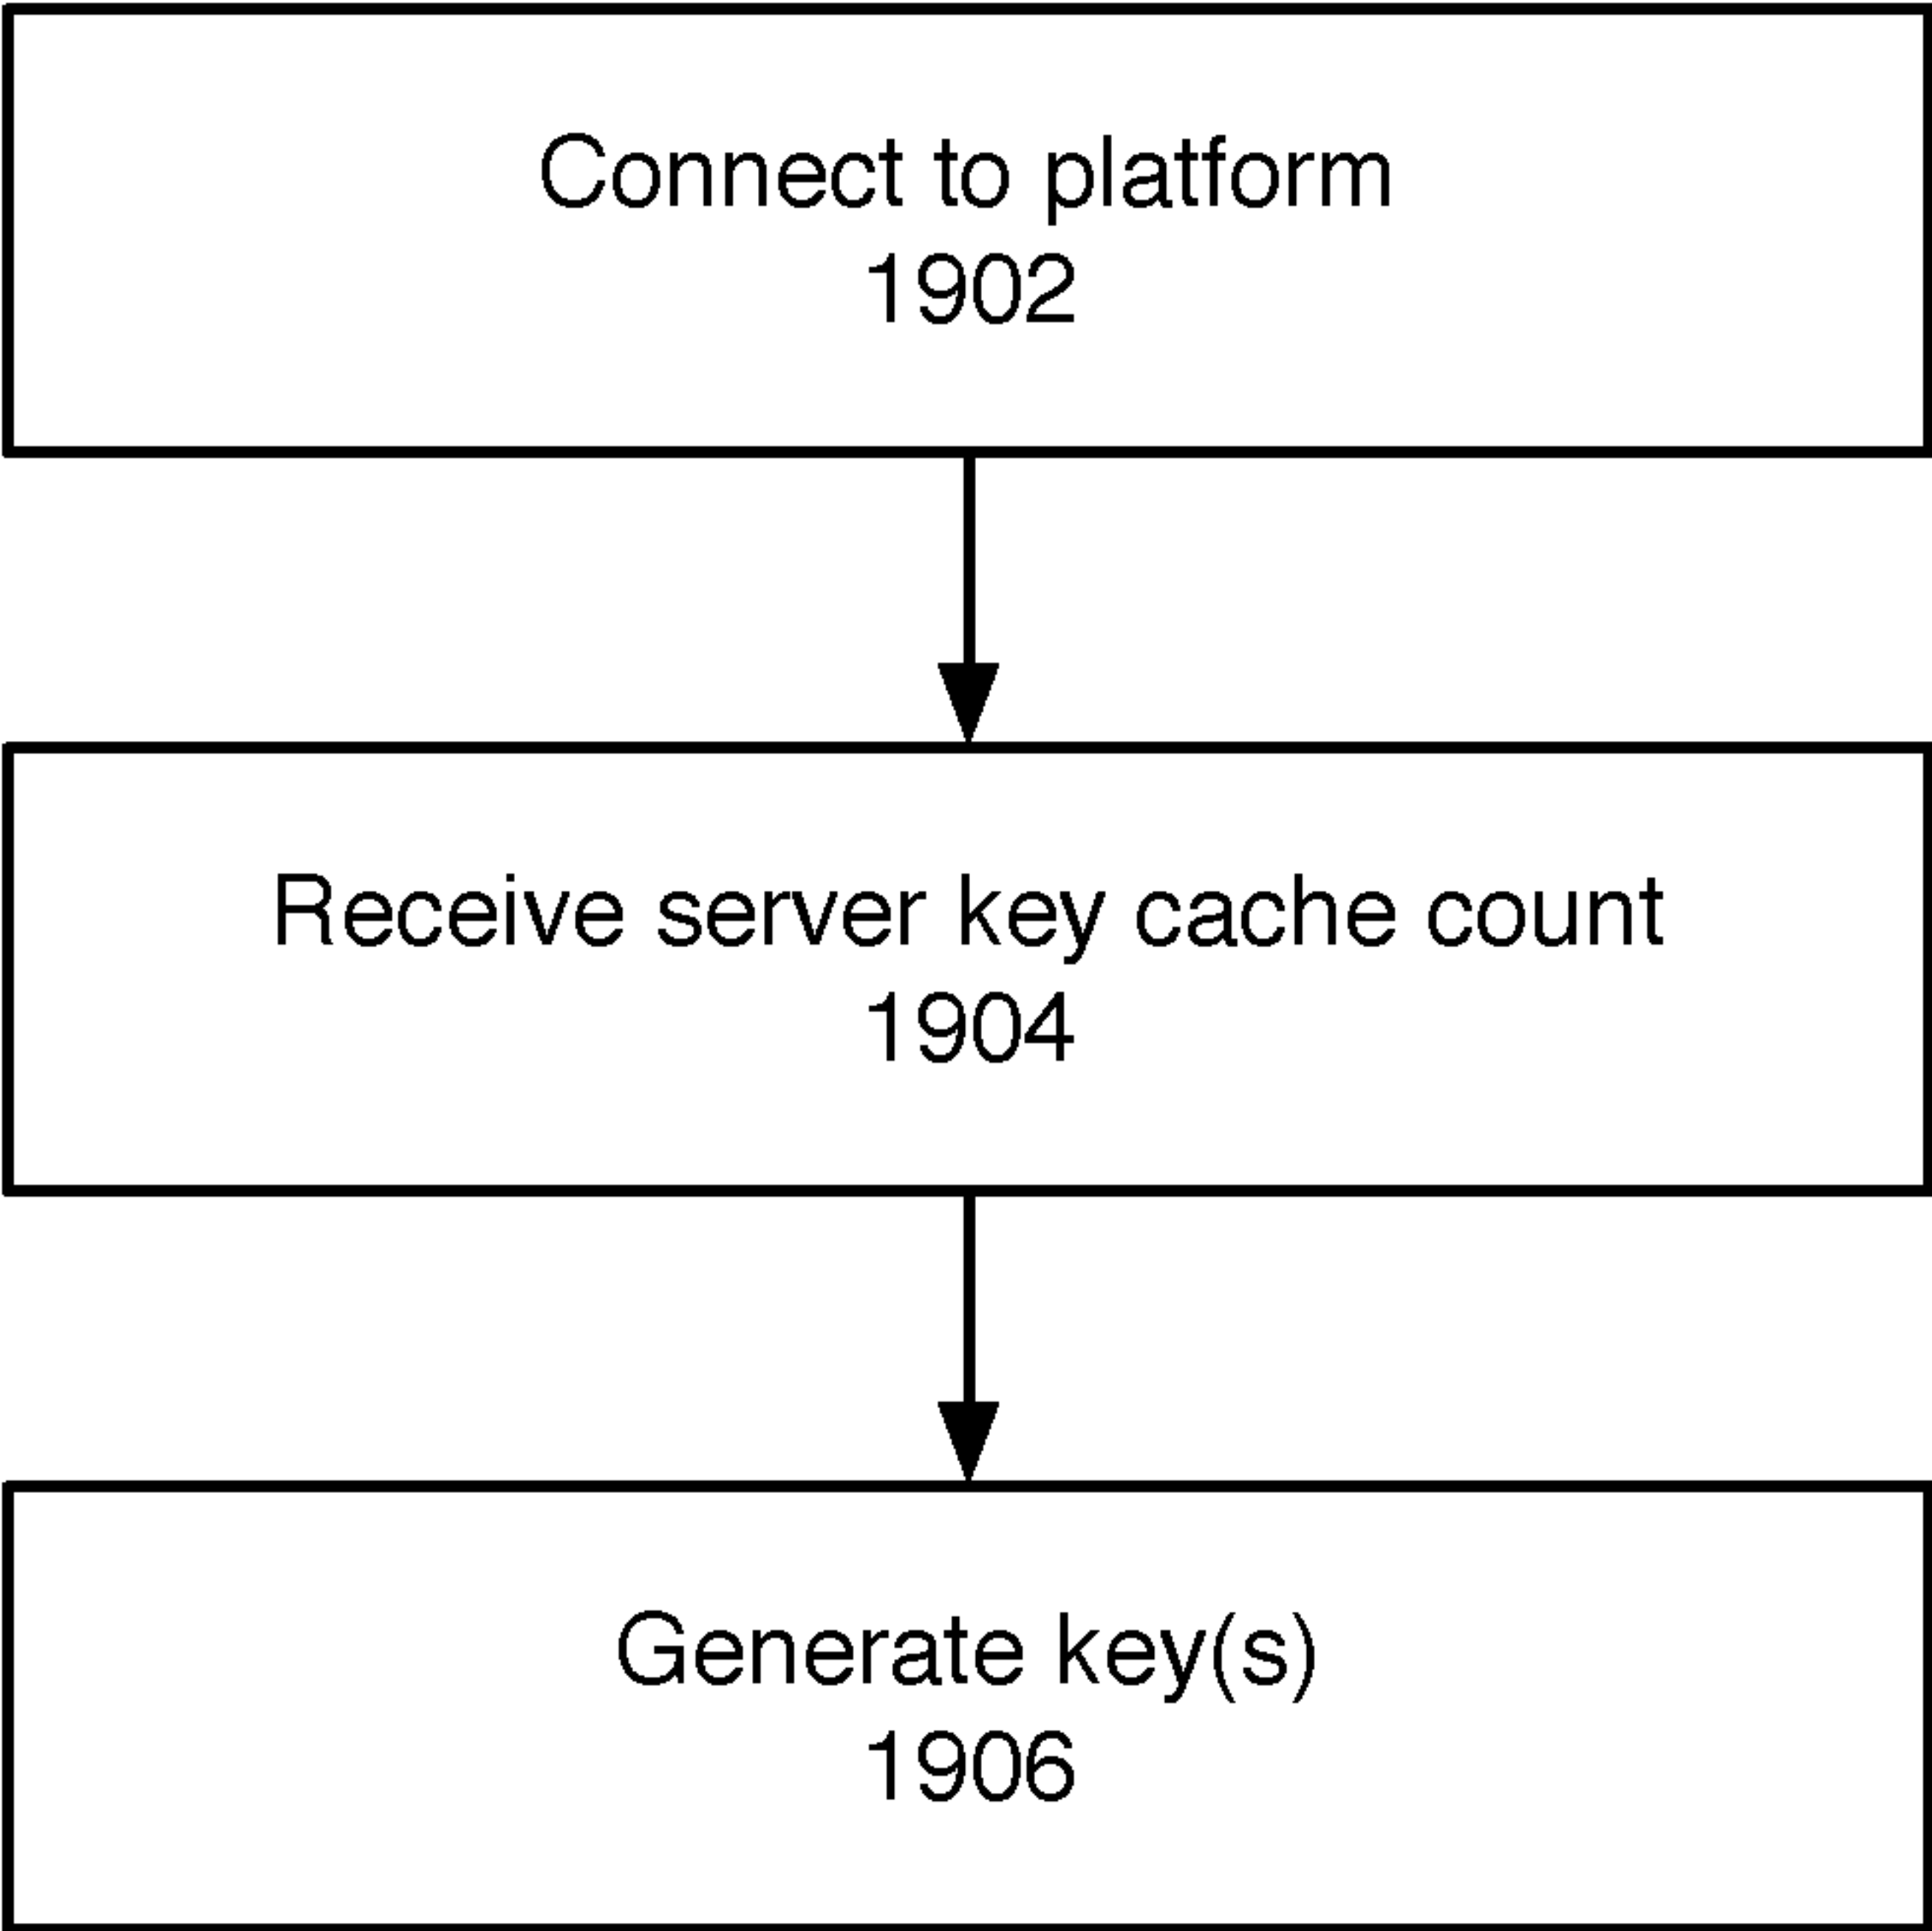 Connect to platform
1902
Receive server key cache count
1904
Generate key(s)
1906